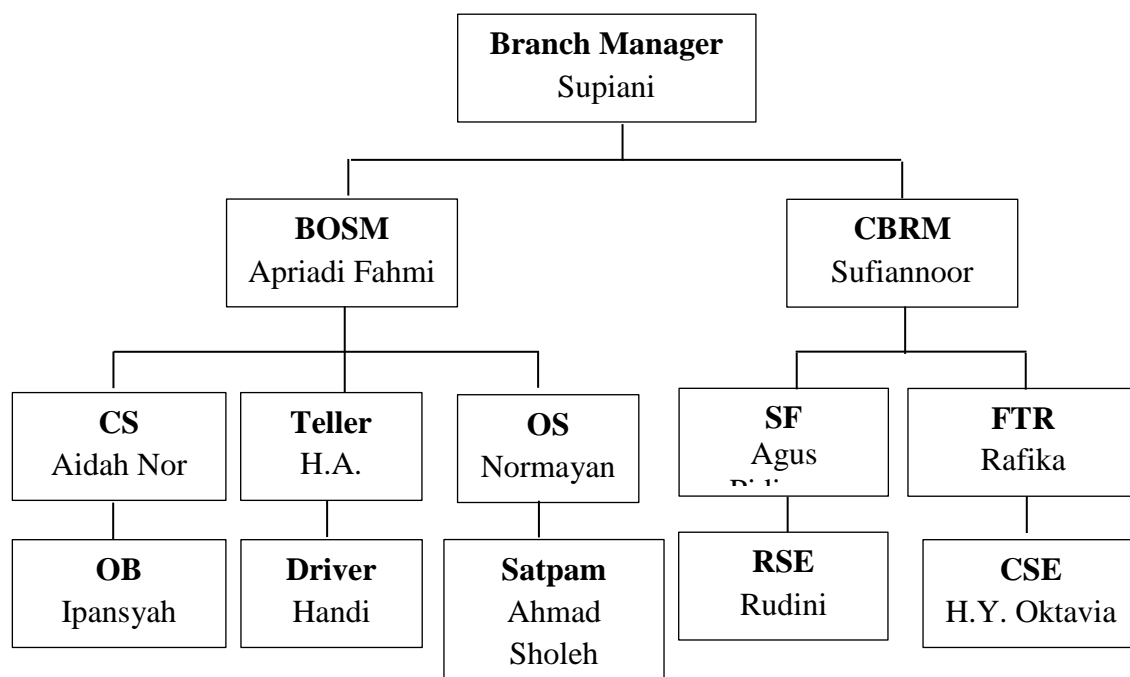 Branch Manager
Supiani
BOSM
Apriadi Fahmi
CBRM
Sufiannoor
CS
Aidah Nor
Teller
H.A.
OS
Normayan
SF
Agus
FTR
Rafika
OB
Ipansyah
Driver
Handi
Satpam
Ahmad
Sholeh
RSE
Rudini
CSE
H.Y. Oktavia